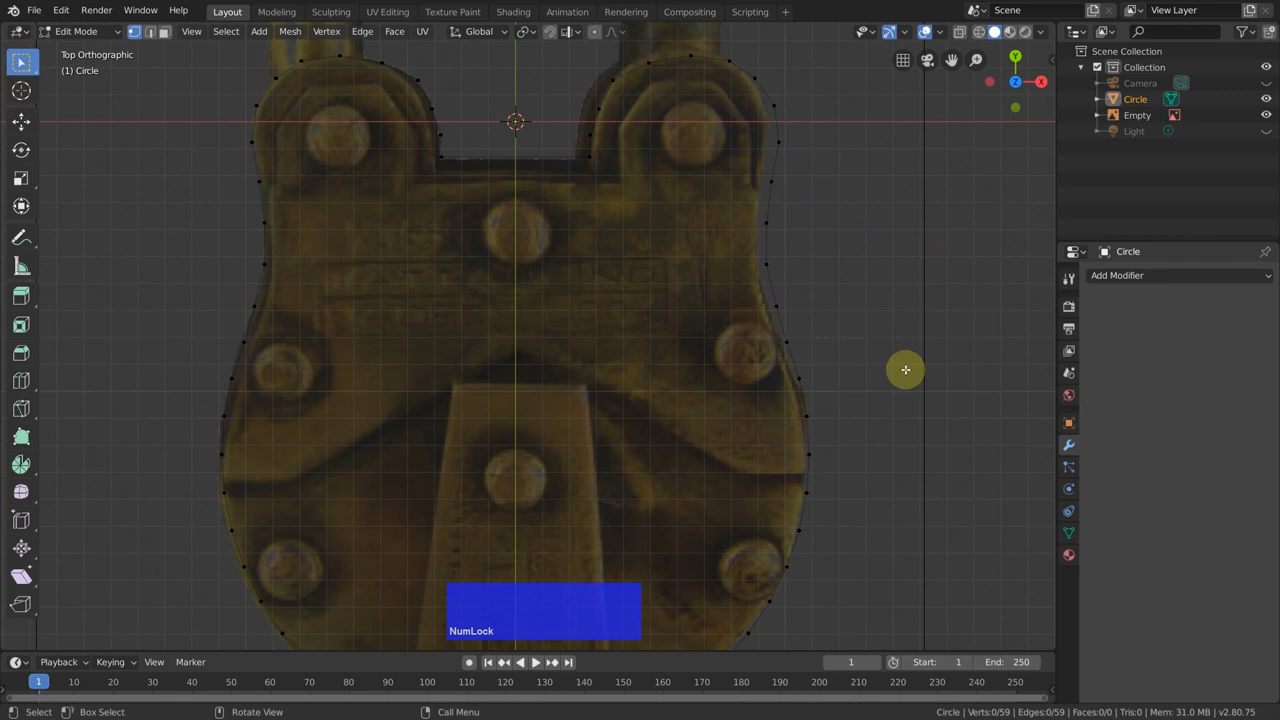 File Edit Render Window Help Layout Modeling Sculpting UV Editing Texture Paint Shading Animation Rendering Compositing Scripting + Scene View Layer
Edit Mode View Select Add Mesh Vertex Edge Face UV Global
Top Orthographic
(1) Circle
Y
Z
X
Scene Collection
Collection
Camera
Circle
Empty
Light
Circle
Add Modifier
NumLock
Playback Keying View Marker 1 Start: 1 End: 250
1 10 20 30 40 50 60 70 80 90 100 110 120 130 140 150 160 170 180 190 200 210 220 230 240 250
Select Box Select Rotate View Call Menu Circle | Verts:0/59 | Edges:0/59 | Faces:0/0 | Tris:0 | Mem: 31.0 MB | v2.80.75